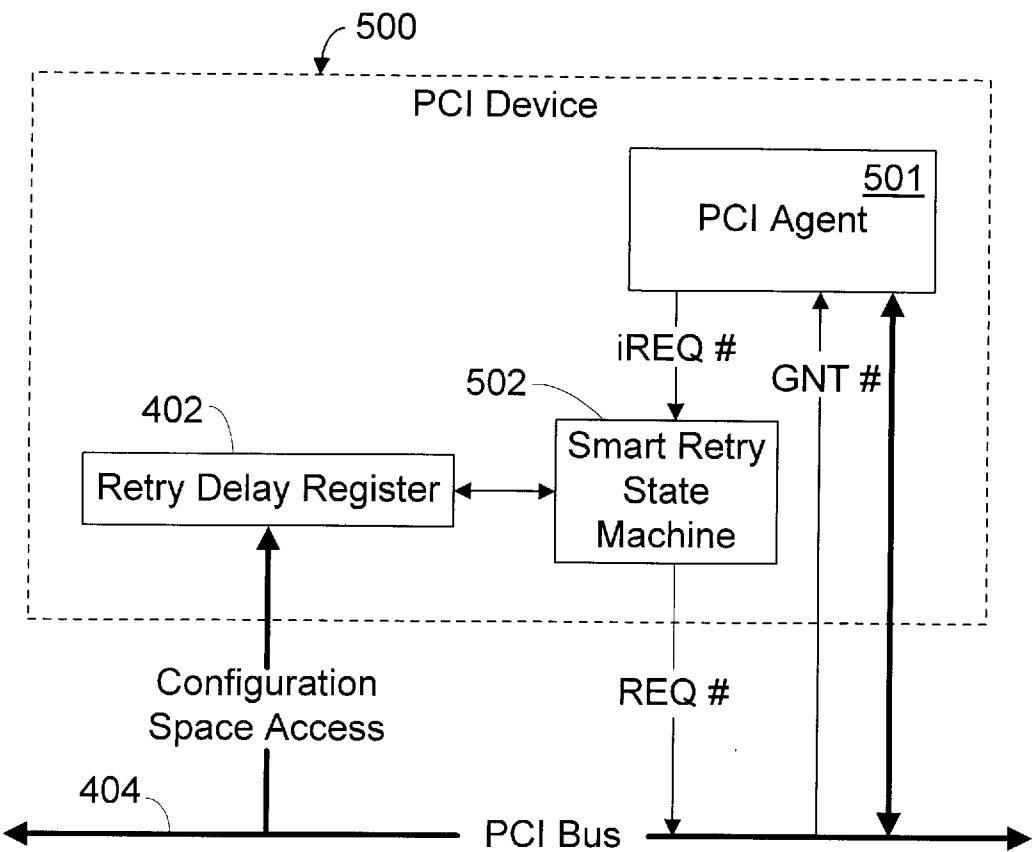 500
PCI Device
501
PCI Agent
iREQ #
GNT #
502
402
Smart Retry
State
Machine
Retry Delay Register
Configuration
Space Access
REQ #
404
PCI Bus